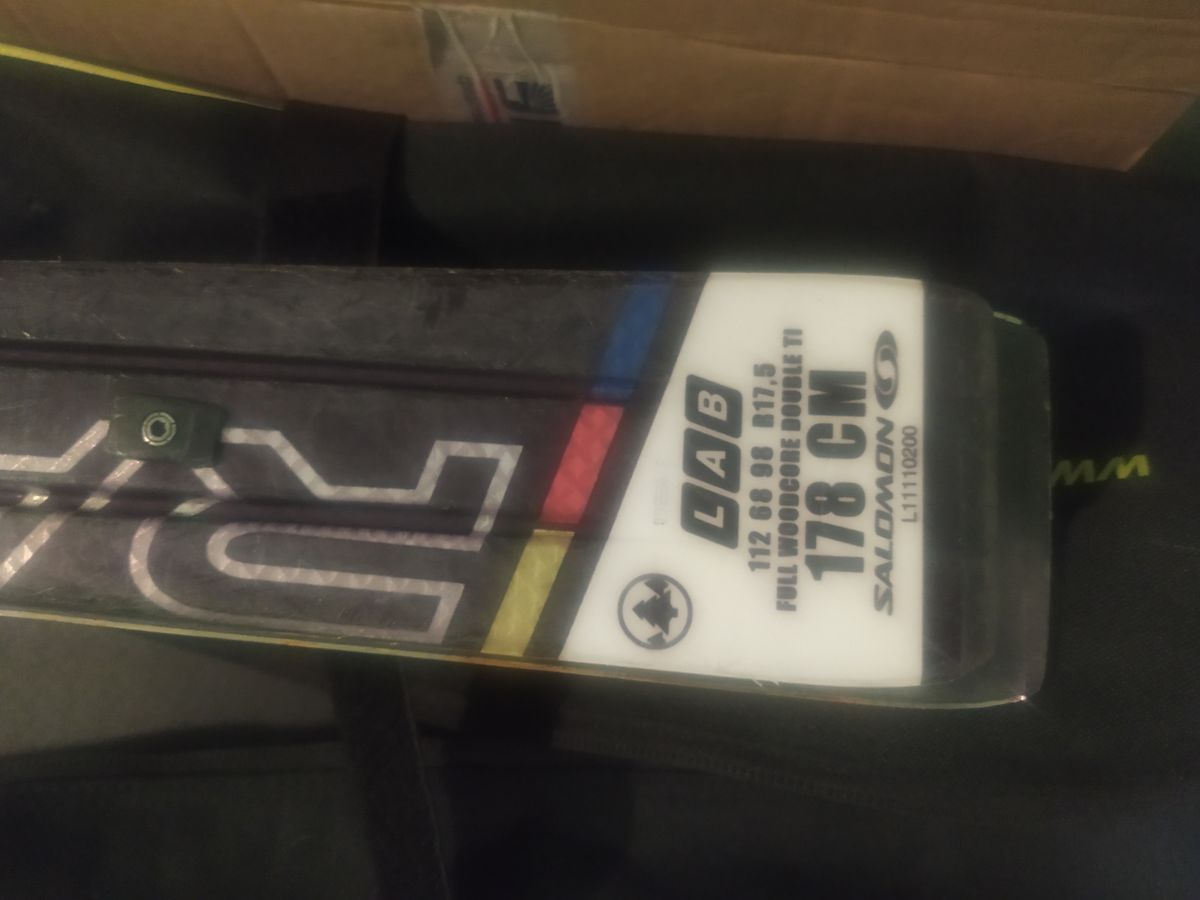 LAB
112 68 98 R17,5
FULL WOODCORE DOUBLE TI
178 CM
SALOMON
L11110200